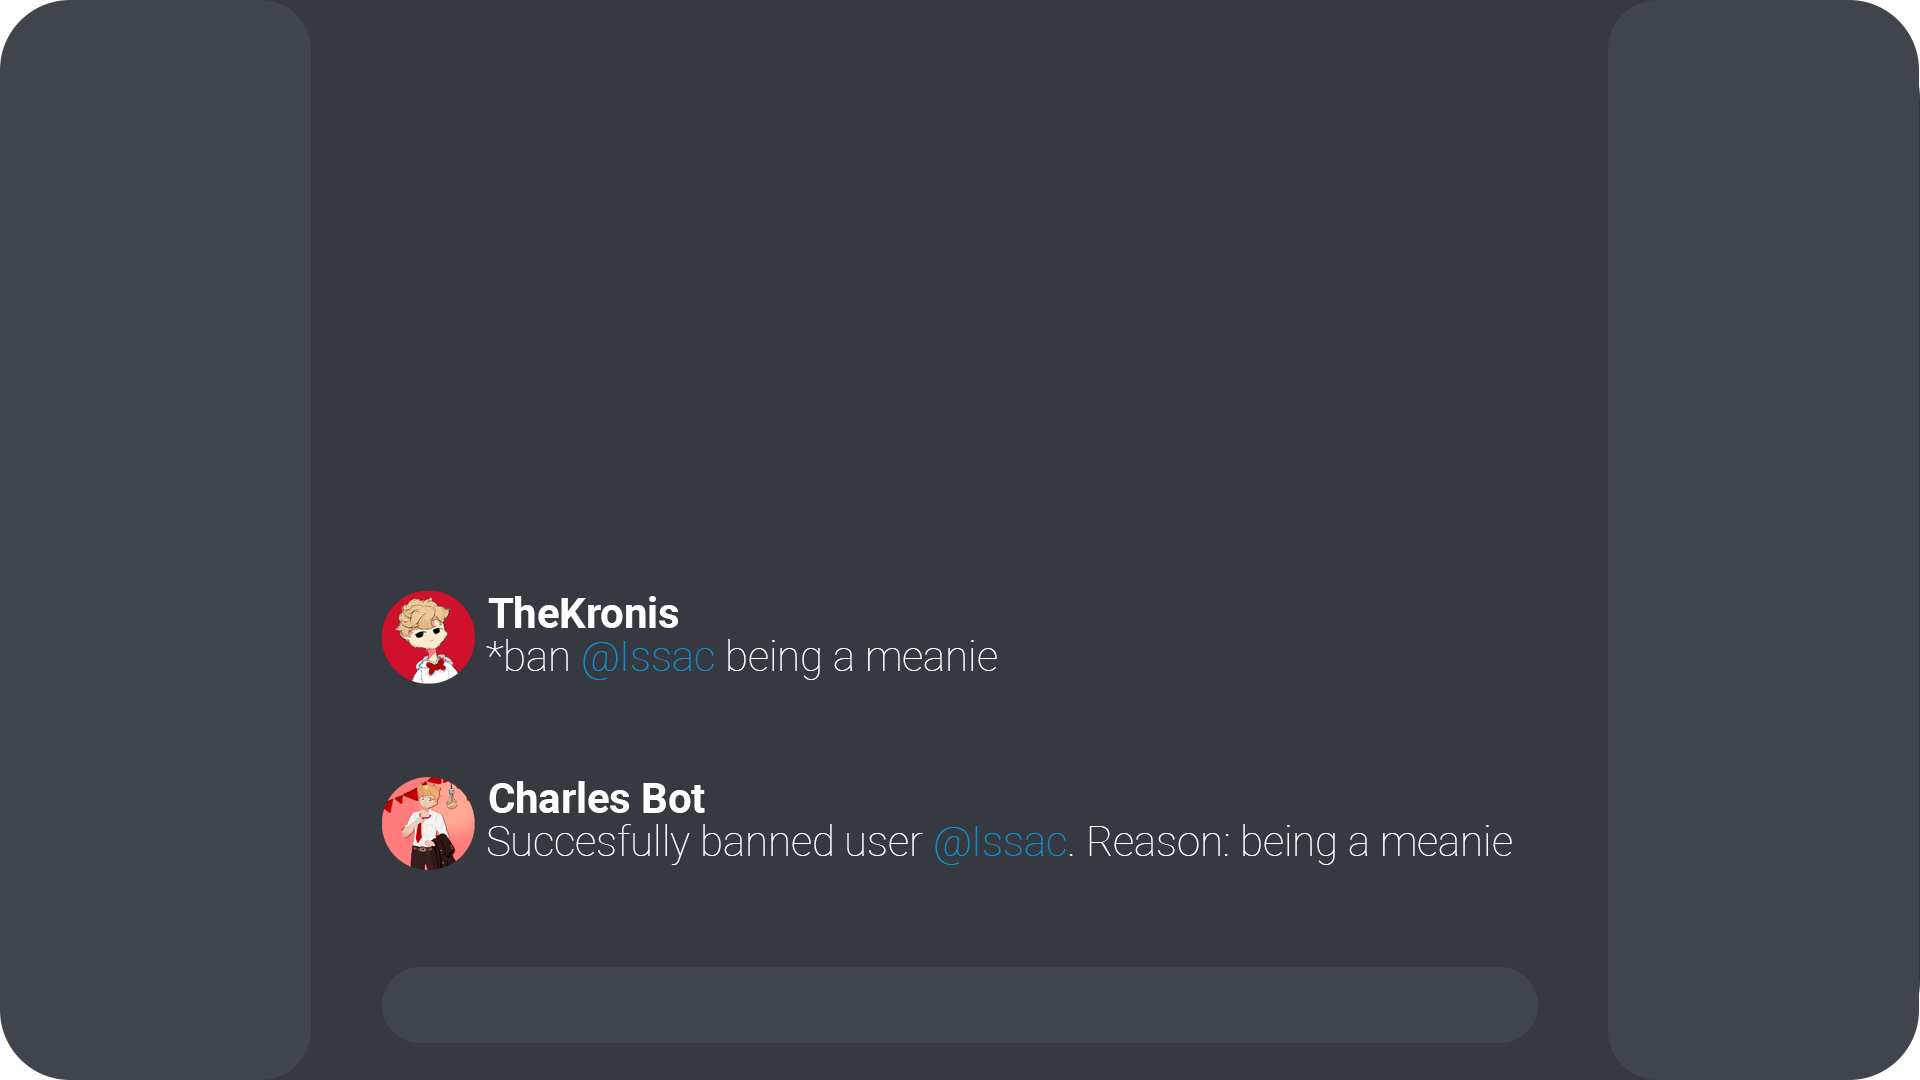 TheKronis
*ban @Issac being a meanie
Charles Bot
Succesfully banned user @Issac. Reason: being a meanie